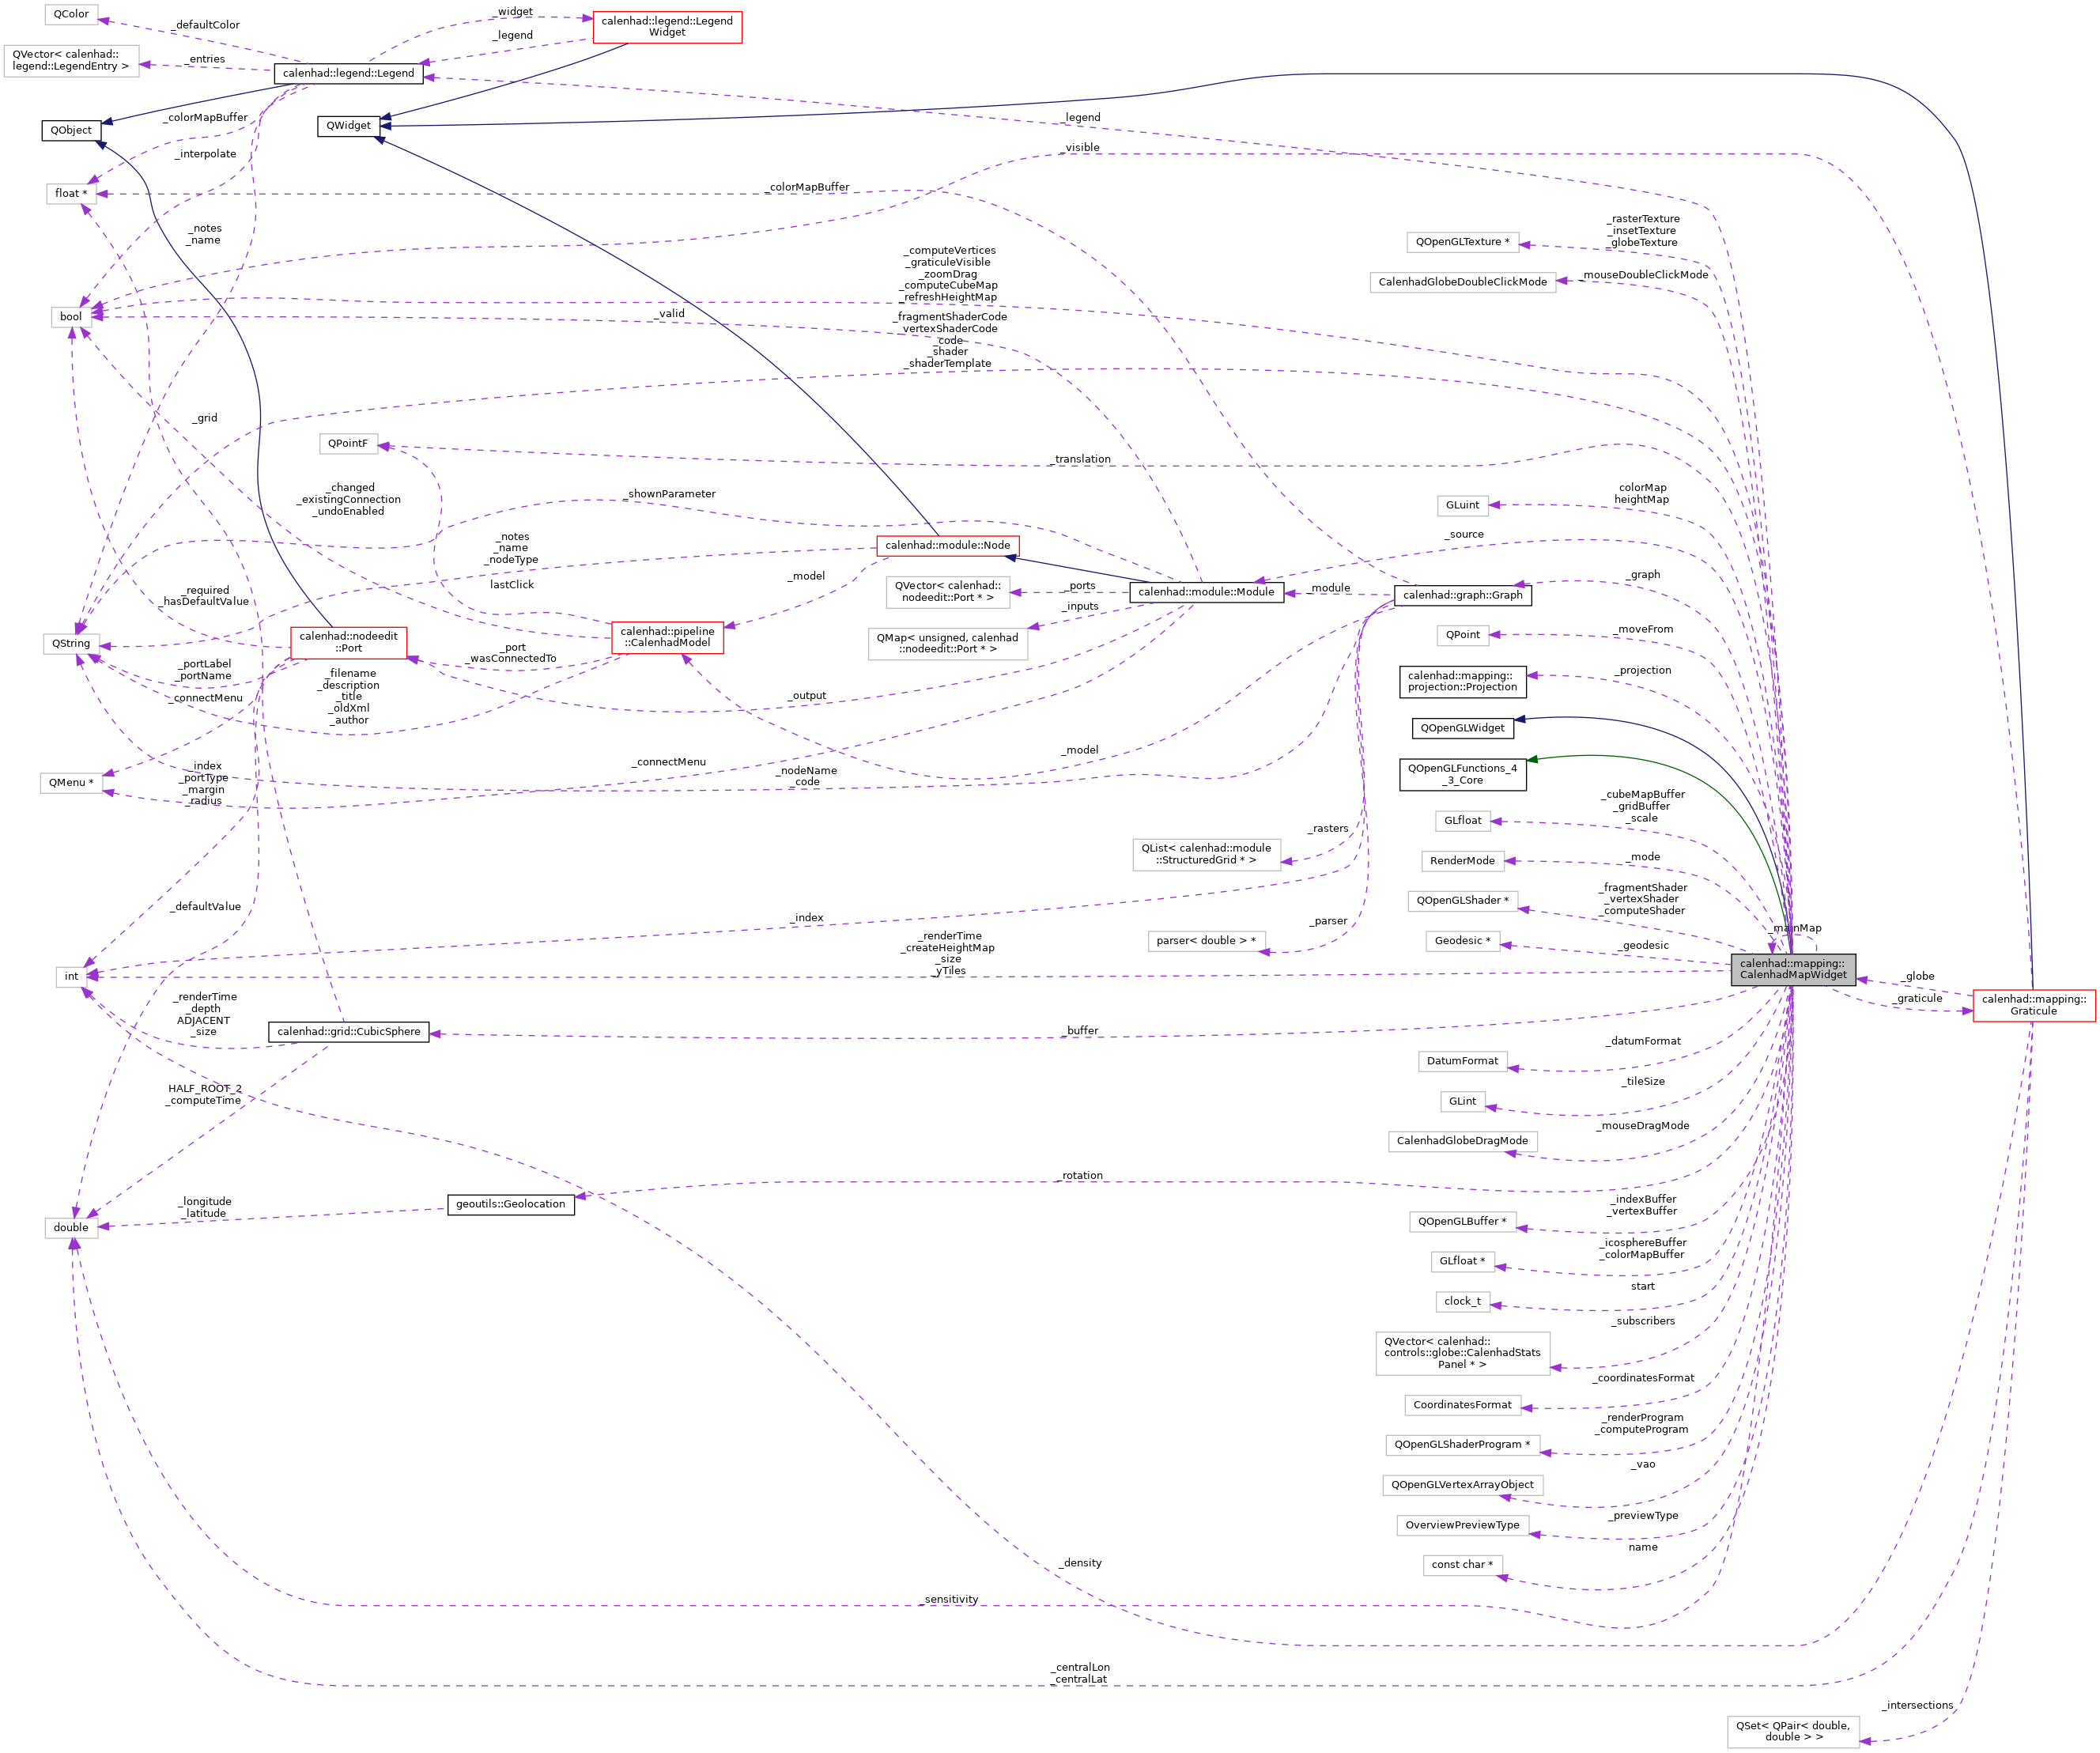 QColor
_defaultColor
_widget
calenhad::legend::Legend
Widget
_legend
QVector< calenhad::
legend::LegendEntry >
_entries
calenhad::legend::Legend
QObject
_colorMapBuffer
QWidget
_legend
_interpolate
_visible
float *
_colorMapBuffer
_notes
_name
_rasterTexture
_insetTexture
_globeTexture
QOpenGLTexture *
_computeVertices
_graticuleVisible
_zoomDrag
_computeCubeMap
_refreshHeightMap
CalenhadGlobeDoubleClickMode
_mouseDoubleClickMode
bool
_valid
_fragmentShaderCode
_vertexShaderCode
_code
_shader
_shaderTemplate
_grid
QPointF
_translation
_changed
_existingConnection
_undoEnabled
_shownParameter
GLuint
colorMap
heightMap
_notes
_name
_nodeType
calenhad::module::Node
_source
lastClick
_required
_hasDefaultValue
_model
QVector< calenhad::
nodeedit::Port * >
_ports
calenhad::module::Module
_module
calenhad::graph::Graph
_graph
_inputs
QString
calenhad::nodeedit
::Port
calenhad::pipeline
::CalenhadModel
QMap< unsigned, calenhad
::nodeedit::Port * >
QPoint
_moveFrom
_portLabel
_portName
_port
_wasConnectedTo
calenhad::mapping::
projection::Projection
_projection
_connectMenu
_filename
_description
_title
_oldXml
_author
_output
QOpenGLWidget
_model
QMenu *
_index
_portType
_margin
_radius
_connectMenu
_nodeName
_code
QOpenGLFunctions_4
_3_Core
GLfloat
_cubeMapBuffer
_gridBuffer
_scale
_rasters
QList< calenhad::module
::StructuredGrid * >
RenderMode
_mode
_defaultValue
_index
QOpenGLShader *
_fragmentShader
_vertexShader
_computeShader
_parser
parser< double > *
_mainMap
Geodesic *
_geodesic
int
_renderTime
_createHeightMap
_size
_yTiles
calenhad::mapping::
CalenhadMapWidget
_globe
_graticule
calenhad::mapping::
Graticule
_renderTime
_depth
ADJACENT
_size
calenhad::grid::CubicSphere
_buffer
DatumFormat
_datumFormat
HALF_ROOT_2
_computeTime
GLint
_tileSize
CalenhadGlobeDragMode
_mouseDragMode
_rotation
double
_longitude
_latitude
geoutils::Geolocation
QOpenGLBuffer *
_indexBuffer
_vertexBuffer
GLfloat *
_icosphereBuffer
_colorMapBuffer
clock_t
start
_subscribers
QVector< calenhad::
controls::globe::CalenhadStats
Panel * >
CoordinatesFormat
_coordinatesFormat
QOpenGLShaderProgram *
_renderProgram
_computeProgram
QOpenGLVertexArrayObject
_vao
OverviewPreviewType
_previewType
const char *
name
_density
_sensitivity
_centralLon
_centralLat
_intersections
QSet< QPair< double,
double > >